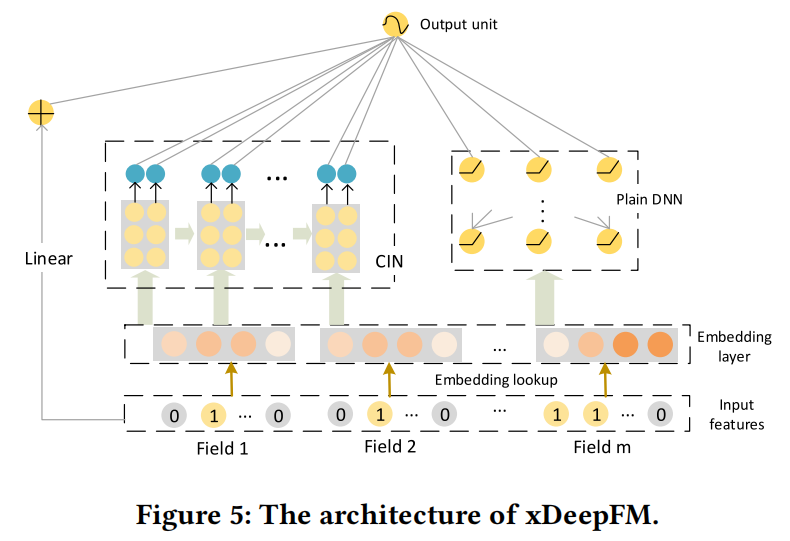 Output unit
Linear
...
CIN
...
Plain DNN
...
Embedding
layer
Embedding lookup
0 1 ... 0
0 1 ... 0
...
1 1 ... 0
Input
features
Field 1
Field 2
Field m
Figure 5: The architecture of xDeepFM.